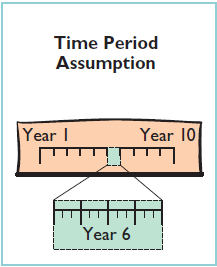 Time Period
Assumption
Year 1 Year 10
Year 6